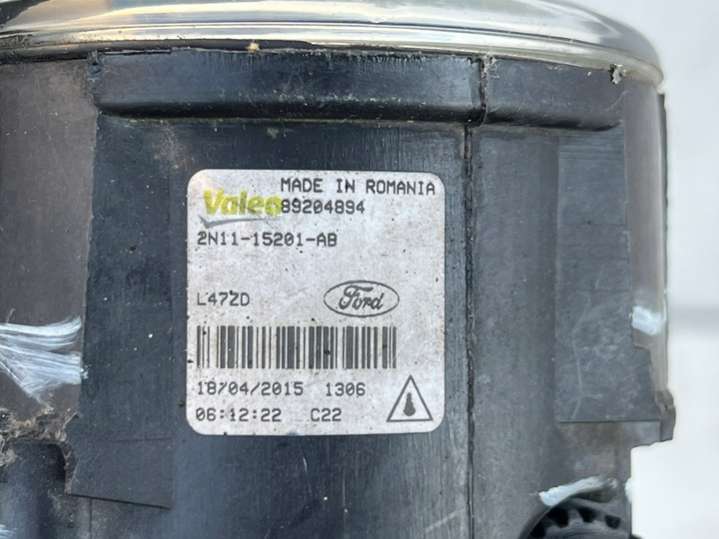 MADE IN ROMANIA
Valeo 89204894
2N11-15201-AB
L47ZD
Ford
18/04/2015 1306
06:12:22 C22